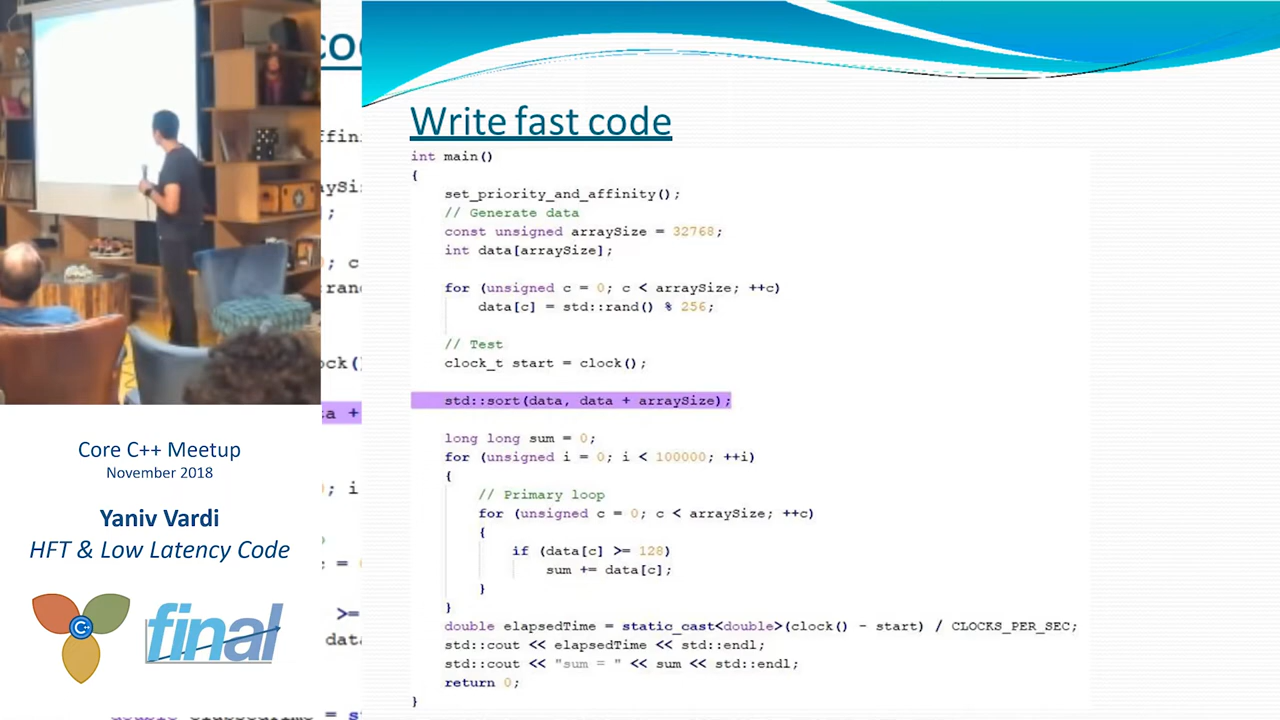 Write fast code
int main()
{
set_priority_and_affinity();
// Generate data
const unsigned arraySize = 32768;
int data[arraySize];
for (unsigned c = 0; c < arraySize; ++c)
data[c] = std::rand() % 256;
// Test
clock_t start = clock();
std::sort(data, data + arraySize);
long long sum = 0;
for (unsigned i = 0; i < 100000; ++i)
{
// Primary loop
for (unsigned c = 0; c < arraySize; ++c)
{
if (data[c] >= 128)
sum += data[c];
}
}
double elapsedTime = static_cast<double>(clock() - start) / CLOCKS_PER_SEC;
std::cout << elapsedTime << std::endl;
std::cout << "sum = " << sum << std::endl;
return 0;
}
Core C++ Meetup
November 2018
Yaniv Vardi
HFT & Low Latency Code
C++
final